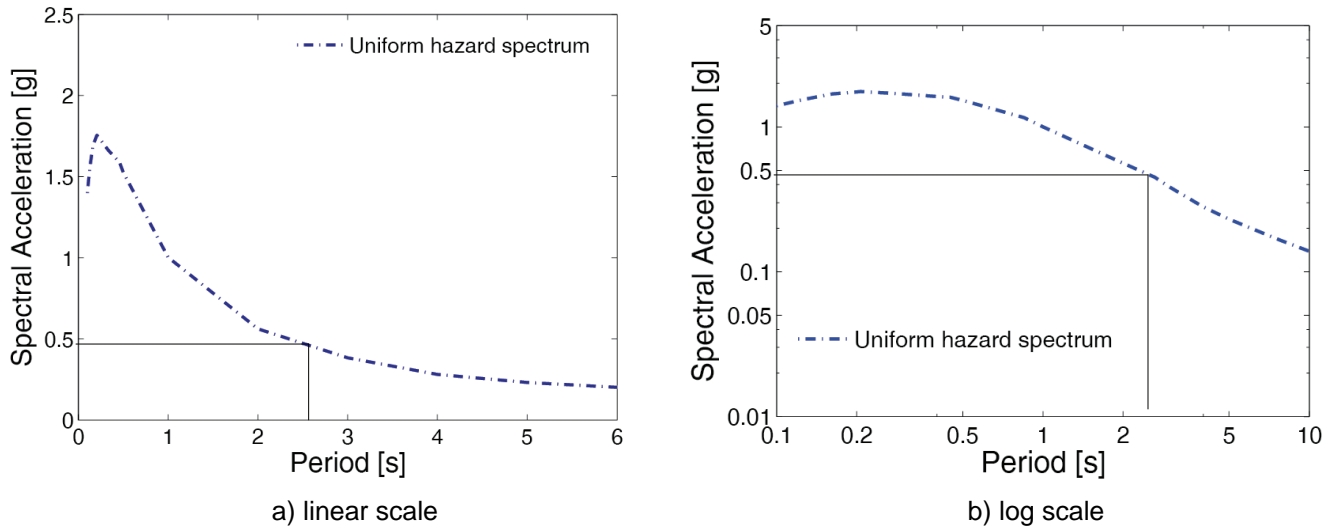 2.5
2
1.5
1
0.5
0
0 1 2 3 4 5 6
Spectral Acceleration [g]
Uniform hazard spectrum
Period [s]
a) linear scale
5
1
0.5
0.1
0.05
0.01
0.1 0.2 0.5 1 2 5 10
Spectral Acceleration [g]
Uniform hazard spectrum
Period [s]
b) log scale